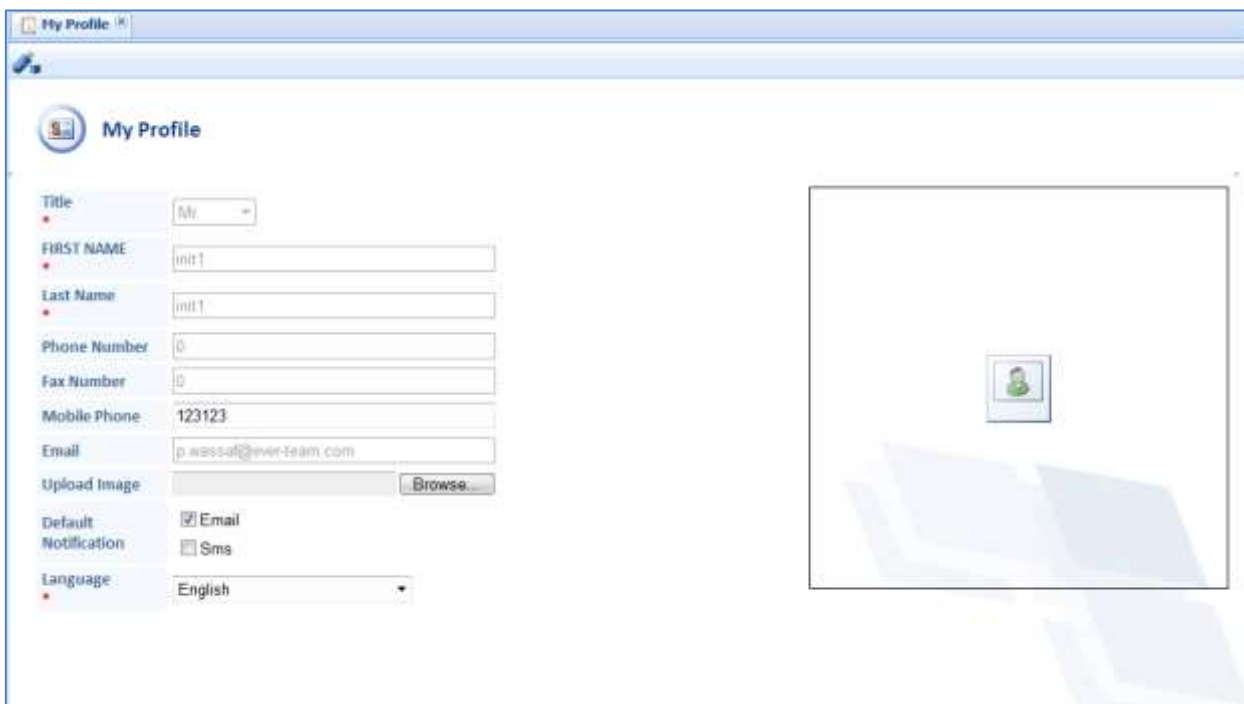 My Profile
My Profile
Title
*
Mr.
FIRST NAME
*
init1
Last Name
*
init1
Phone Number
0
Fax Number
0
Mobile Phone
123123
Email
p.wassaf@ever-team.com
Upload Image
Browse...
Default
Notification
Email
Sms
Language
*
English